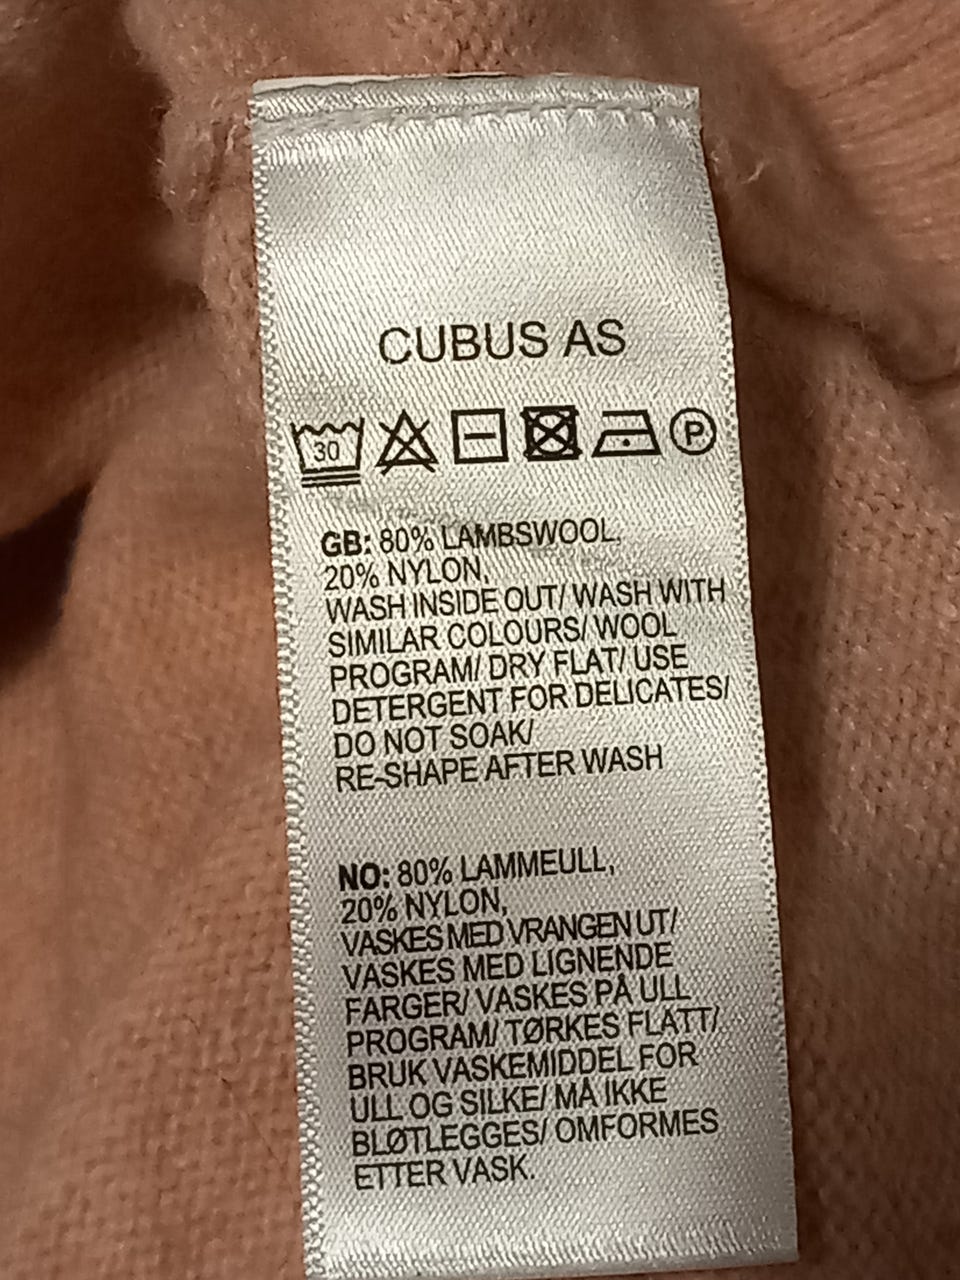 CUBUS AS
30 P
GB: 80% LAMBSWOOL,
20% NYLON,
WASH INSIDE OUT/ WASH WITH
SIMILAR COLOURS/ WOOL
PROGRAM/ DRY FLAT/ USE
DETERGENT FOR DELICATES/
DO NOT SOAK/
RE-SHAPE AFTER WASH
NO: 80% LAMMEULL,
20% NYLON,
VASKES MED VRANGEN UT/
VASKES MED LIGNENDE
FARGER/ VASKES PÅ ULL
PROGRAM/ TØRKES FLATT/
BRUK VASKEMIDDEL FOR
ULL OG SILKE/ MÅ IKKE
BLØTLEGGES/ OMFORMES
ETTER VASK.